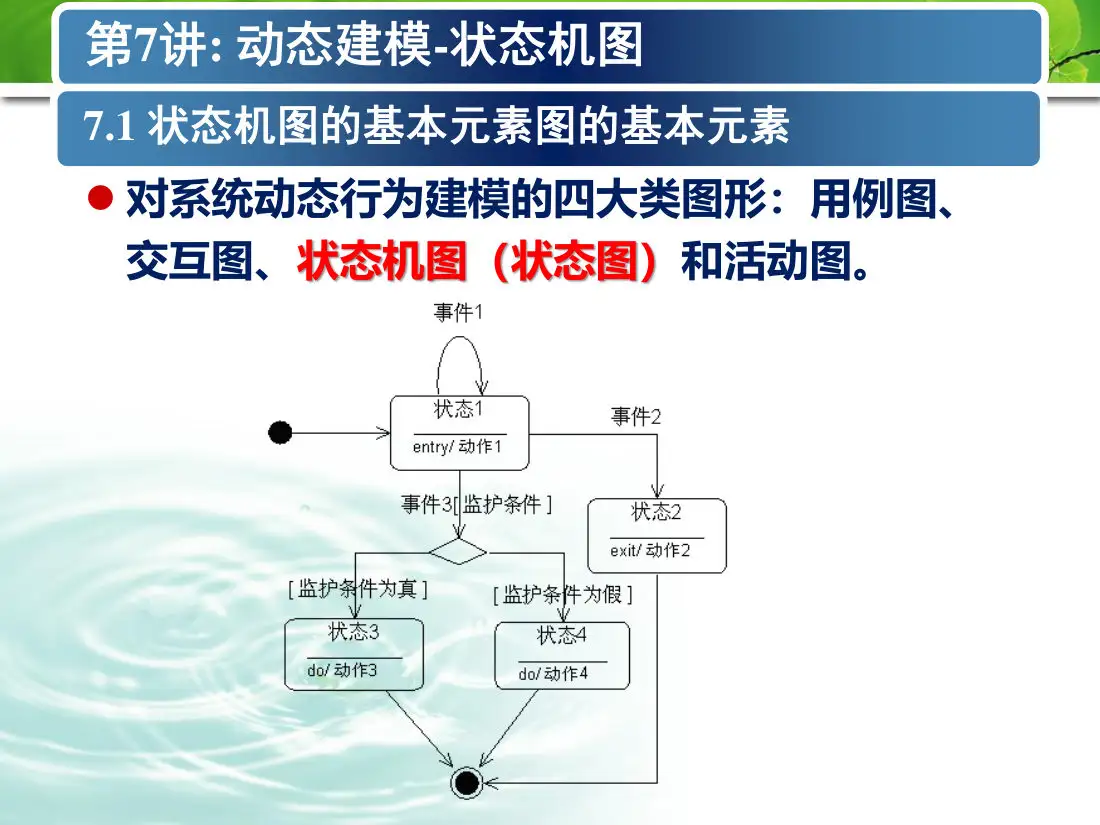 第7讲: 动态建模-状态机图
7.1 状态机图的基本元素图的基本元素
对系统动态行为建模的四大类图形：用例图、
交互图、状态机图（状态图）和活动图。
事件1
状态1
entry/ 动作1
事件2
事件3[ 监护条件 ]
状态2
exit/ 动作2
[ 监护条件为真 ]
[ 监护条件为假 ]
状态3
do/ 动作3
状态4
do/ 动作4